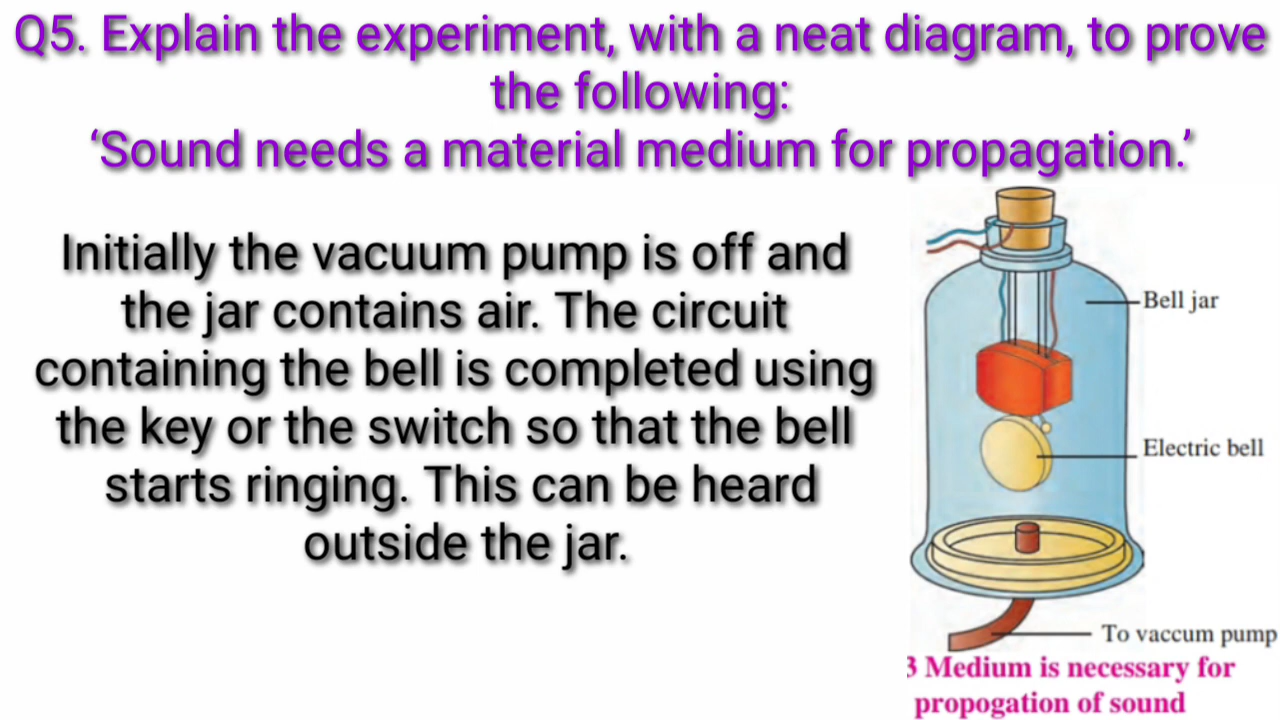 Q5. Explain the experiment, with a neat diagram, to prove
the following:
‘Sound needs a material medium for propagation.’
Initially the vacuum pump is off and
the jar contains air. The circuit
containing the bell is completed using
the key or the switch so that the bell
starts ringing. This can be heard
outside the jar.
Bell jar
Electric bell
To vaccum pump
3 Medium is necessary for
propogation of sound